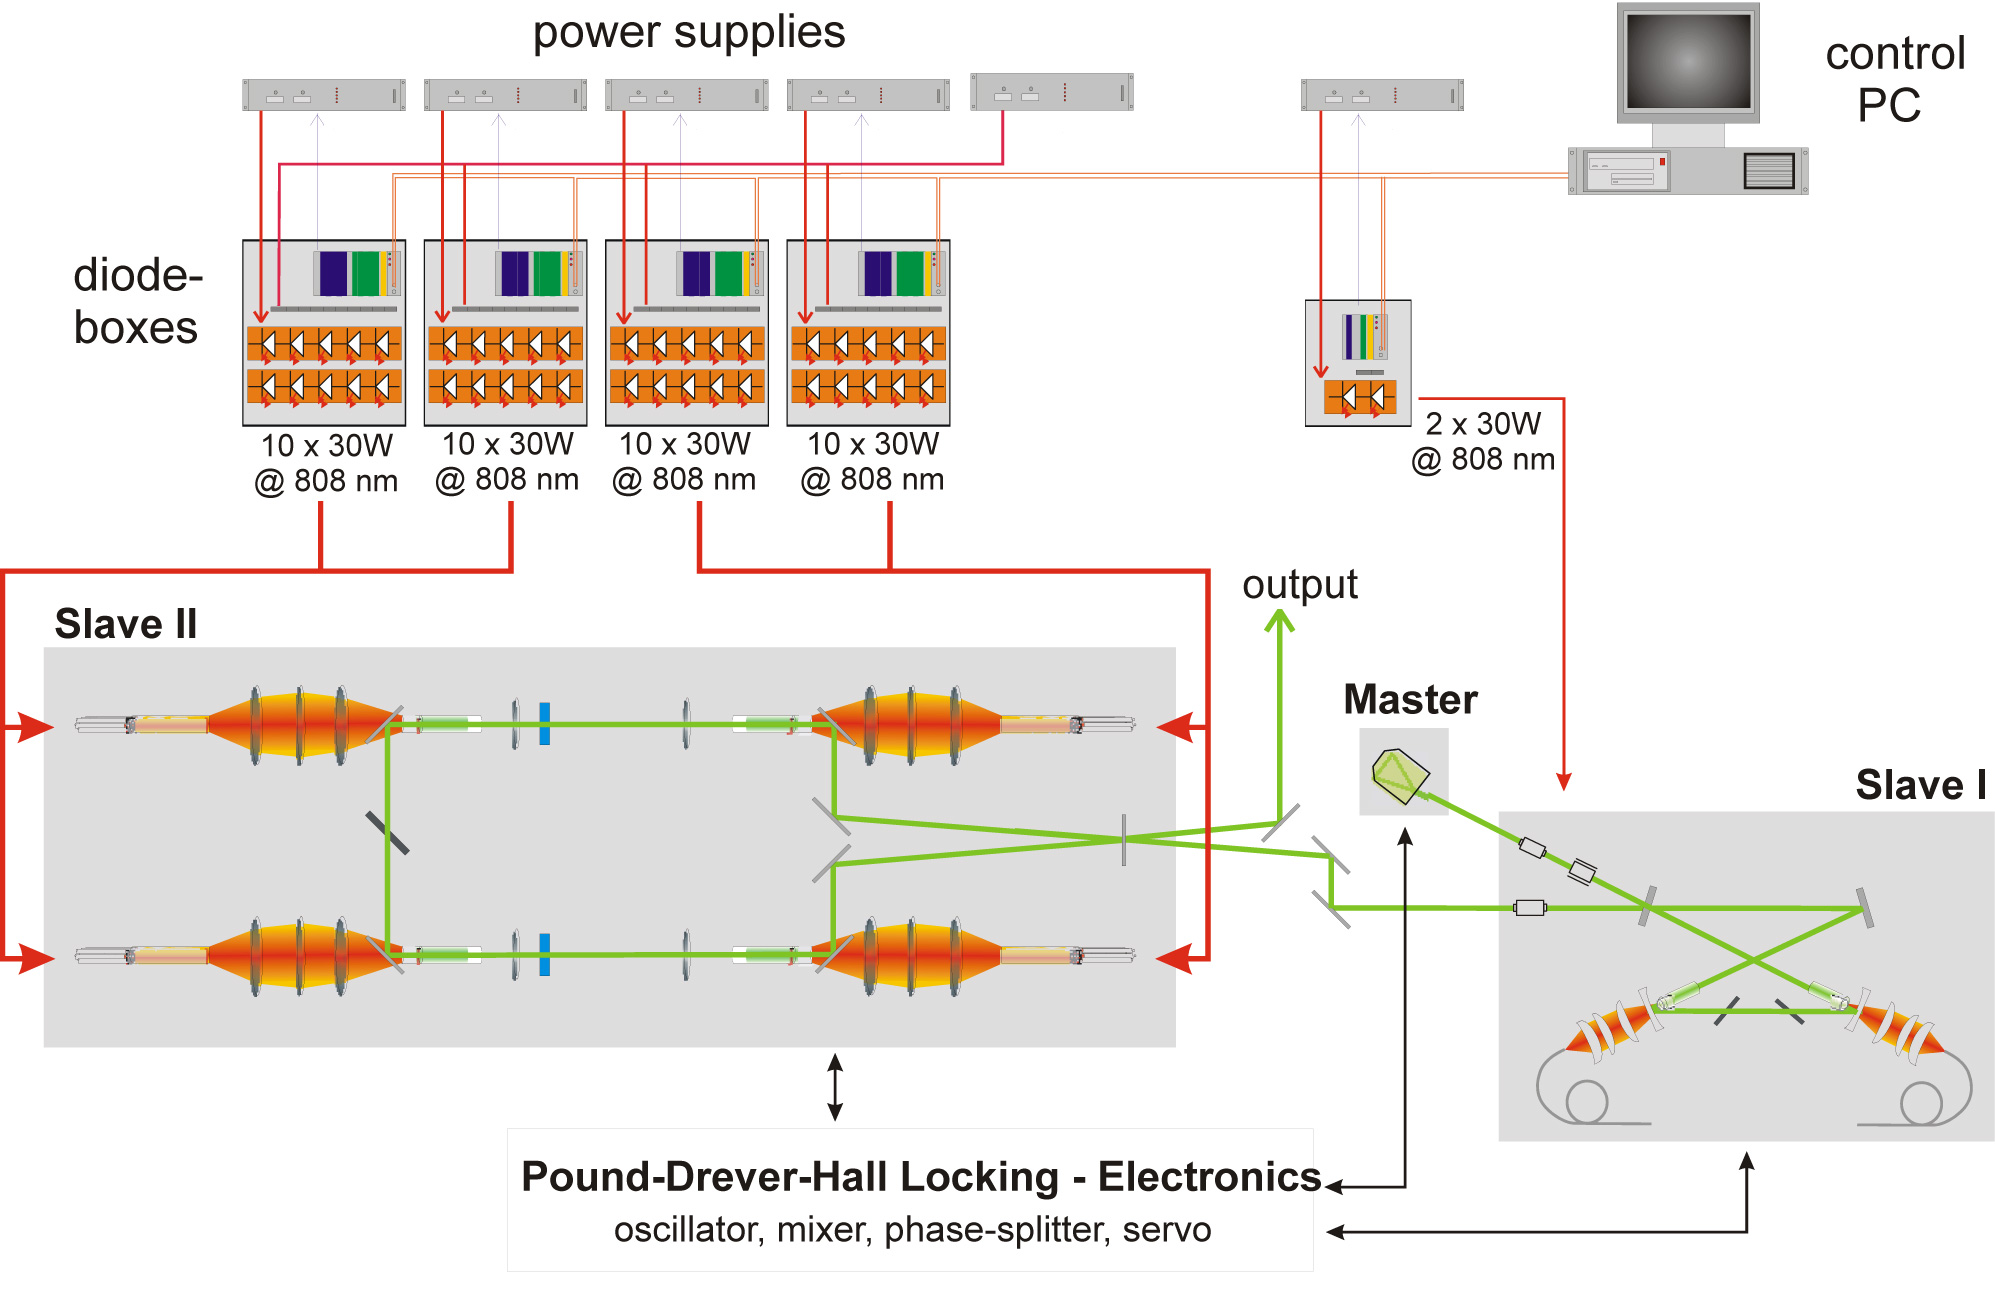 power supplies
control
PC
diode-
boxes
10 x 30W
@ 808 nm
10 x 30W
@ 808 nm
10 x 30W
@ 808 nm
10 x 30W
@ 808 nm
2 x 30W
@ 808 nm
output
Slave II
Master
Slave I
Pound-Drever-Hall Locking - Electronics
oscillator, mixer, phase-splitter, servo